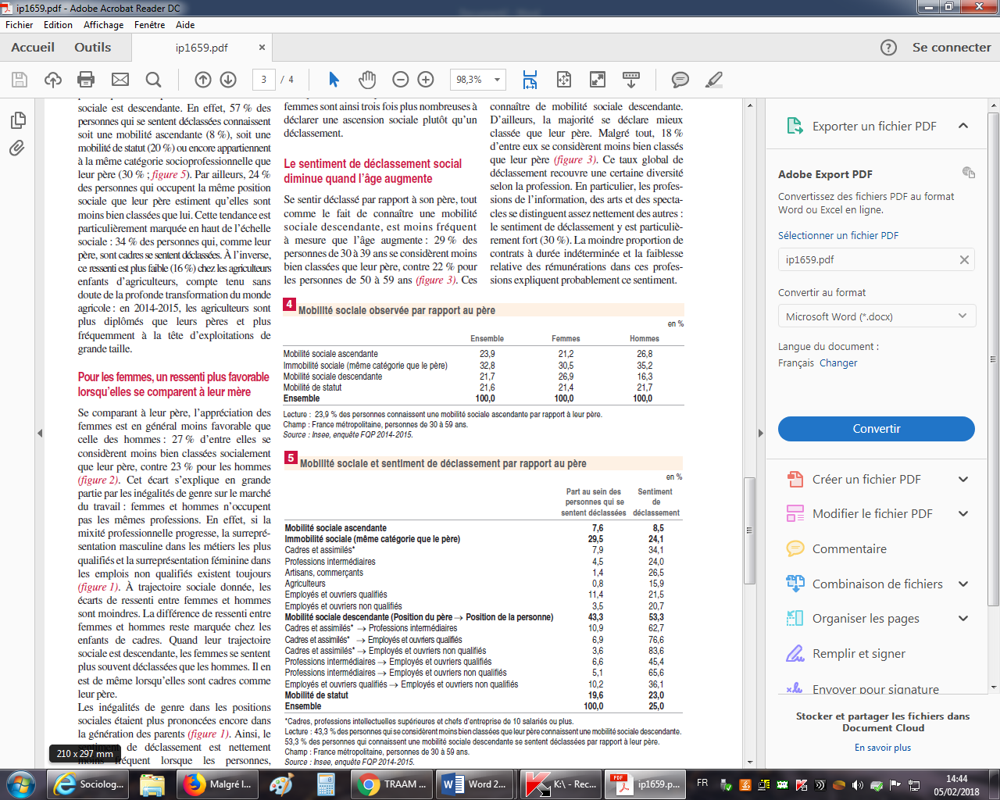 ip1659.pdf - Adobe Acrobat Reader DC
Fichier Edition Affichage Fenêtre Aide
Accueil Outils ip1659.pdf × Se connecter
3 / 4 98,3%
sociale est descendante. En effet, 57 % des
personnes qui se sentent déclassées connaissent
soit une mobilité ascendante (8 %), soit une
mobilité de statut (20 %) ou encore appartiennent
à la même catégorie socioprofessionnelle que
leur père (30 % ; figure 5). Par ailleurs, 24 %
des personnes qui occupent la même position
sociale que leur père estiment qu'elles sont
moins bien classées que lui. Cette tendance est
particulièrement marquée en haut de l'échelle
sociale : 34 % des personnes qui, comme leur
père, sont cadres se sentent déclassées. À l'inverse,
ce ressenti est plus faible (16 %) chez les agriculteurs
enfants d'agriculteurs, compte tenu sans
doute de la profonde transformation du monde
agricole : en 2014-2015, les agriculteurs sont
plus diplômés que leurs pères et plus
fréquemment à la tête d'exploitations de
grande taille.
Pour les femmes, un ressenti plus favorable
lorsqu'elles se comparent à leur mère
Se comparant à leur père, l'appréciation des
femmes est en général moins favorable que
celle des hommes : 27 % d'entre elles se
considèrent moins bien classées socialement
que leur père, contre 23 % pour les hommes
(figure 2). Cet écart s'explique en grande
partie par les inégalités de genre sur le marché
du travail : femmes et hommes n'occupent
pas les mêmes professions. En effet, si la
mixité professionnelle progresse, la surrepré-
sentation masculine dans les métiers les plus
qualifiés et la surreprésentation féminine dans
les emplois non qualifiés existent toujours
(figure 1). À trajectoire sociale donnée, les
écarts de ressenti entre femmes et hommes
sont moindres. La différence de ressenti entre
femmes et hommes reste marquée chez les
enfants de cadres. Quand leur trajectoire
sociale est descendante, les femmes se sentent
plus souvent déclassées que les hommes. Il en
est de même lorsqu'elles sont cadres comme
leur père.
Les inégalités de genre dans les positions
sociales étaient plus prononcées encore dans
la génération des parents (figure 1). Ainsi, le
sentiment de déclassement est nettement
moins fréquent lorsque les personnes,
210 x 297 mm
femmes sont ainsi trois fois plus nombreuses à
déclarer une ascension sociale plutôt qu'un
déclassement.
Le sentiment de déclassement social
diminue quand l'âge augmente
Se sentir déclassé par rapport à son père, tout
comme le fait de connaître une mobilité
sociale descendante, est moins fréquent
à mesure que l'âge augmente : 29 % des
personnes de 30 à 39 ans se considèrent moins
bien classées que leur père, contre 22 % pour
les personnes de 50 à 59 ans (figure 3). Ces
connaître de mobilité sociale descendante.
D'ailleurs, la majorité se déclare mieux
classée que leur père. Malgré tout, 18 %
d'entre eux se considèrent moins bien classés
que leur père (figure 3). Ce taux global de
déclassement recouvre une certaine diversité
selon la profession. En particulier, les profes-
sions de l'information, des arts et des specta-
cles se distinguent assez nettement des autres :
le sentiment de déclassement y est particuliè-
rement fort (30 %). La moindre proportion de
contrats à durée indéterminée et la faiblesse
relative des rémunérations dans ces profes-
sions expliquent probablement ce sentiment.
4 Mobilité sociale observée par rapport au père
en %
Ensemble Femmes Hommes
Mobilité sociale ascendante 23,9 21,2 26,8
Immobilité sociale (même catégorie que le père) 32,8 30,5 35,2
Mobilité sociale descendante 21,7 26,9 16,3
Mobilité de statut 21,6 21,4 21,7
Ensemble 100,0 100,0 100,0
Lecture : 23,9 % des personnes connaissent une mobilité sociale ascendante par rapport à leur père.
Champ : France métropolitaine, personnes de 30 à 59 ans.
Source : Insee, enquête FQP 2014-2015.
5 Mobilité sociale et sentiment de déclassement par rapport au père
en %
Part au sein des Sentiment
personnes qui se de
sentent déclassées déclassement
Mobilité sociale ascendante 7,6 8,5
Immobilité sociale (même catégorie que le père) 29,5 24,1
Cadres et assimilés* 7,9 34,1
Professions intermédiaires 4,5 24,0
Artisans, commerçants 1,4 26,5
Agriculteurs 0,8 15,9
Employés et ouvriers qualifiés 11,4 21,5
Employés et ouvriers non qualifiés 3,5 20,7
Mobilité sociale descendante (Position du père → Position de la personne) 43,3 53,3
Cadres et assimilés* → Professions intermédiaires 10,9 62,7
Cadres et assimilés* → Employés et ouvriers qualifiés 6,9 76,6
Cadres et assimilés* → Employés et ouvriers non qualifiés 3,6 83,6
Professions intermédiaires → Employés et ouvriers qualifiés 6,6 45,4
Professions intermédiaires → Employés et ouvriers non qualifiés 5,1 65,6
Employés et ouvriers qualifiés → Employés et ouvriers non qualifiés 10,2 36,1
Mobilité de statut 19,6 23,0
Ensemble 100,0 25,0
*Cadres, professions intellectuelles supérieures et chefs d'entreprise de 10 salariés ou plus.
Lecture : 43,3 % des personnes qui se considèrent moins bien classées que leur père connaissent une mobilité sociale descendante.
53,3 % des personnes qui connaissent une mobilité sociale descendante se sentent déclassées par rapport à leur père.
Champ : France métropolitaine, personnes de 30 à 59 ans.
Source : Insee, enquête FQP 2014-2015.
Exporter un fichier PDF
Adobe Export PDF
Convertissez des fichiers PDF au format
Word ou Excel en ligne.
Sélectionner un fichier PDF
ip1659.pdf
Convertir au format
Microsoft Word (*.docx)
Langue du document :
Français Changer
Convertir
Créer un fichier PDF
Modifier le fichier PDF
Commentaire
Combinaison de fichiers
Organiser les pages
Remplir et signer
Envoyer pour signature
Stocker et partager les fichiers dans
Document Cloud
En savoir plus
Sociolog... Malgré l... TRAAM ... Word 2... K:\ - Rec... ip1659.p... FR 14:44
05/02/2018